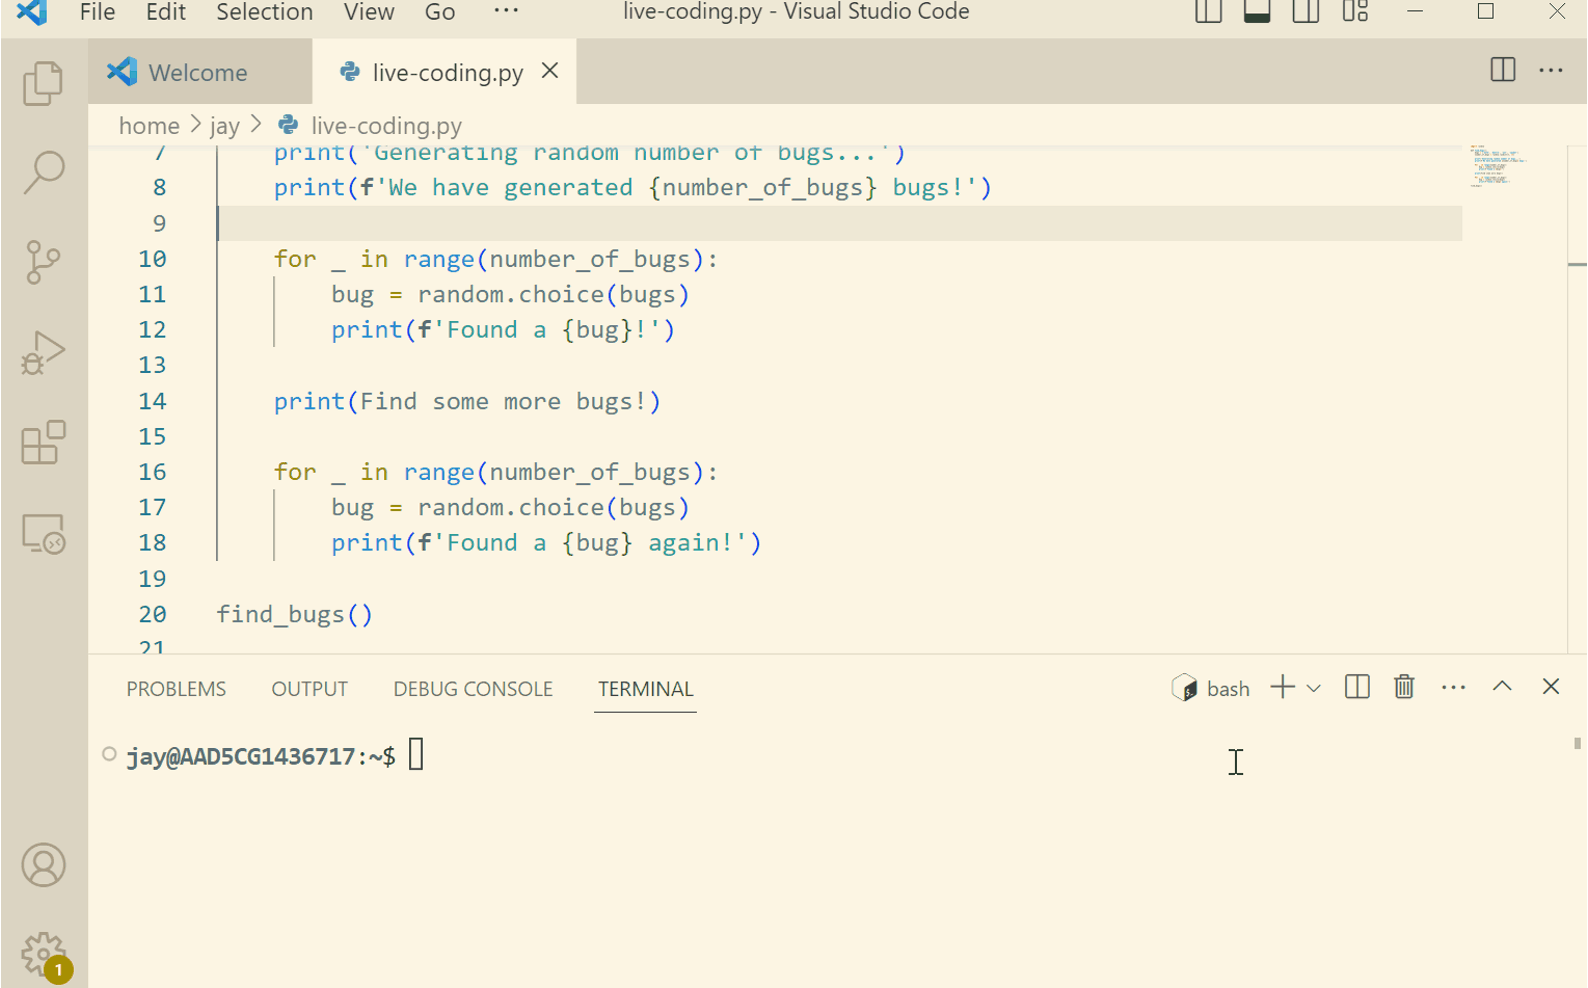 File Edit Selection View Go ··· live-coding.py - Visual Studio Code
Welcome live-coding.py
home > jay > live-coding.py
7 print('Generating random number of bugs...')
8 print(f'We have generated {number_of_bugs} bugs!')
9
10 for _ in range(number_of_bugs):
11 bug = random.choice(bugs)
12 print(f'Found a {bug}!')
13
14 print(Find some more bugs!)
15
16 for _ in range(number_of_bugs):
17 bug = random.choice(bugs)
18 print(f'Found a {bug} again!')
19
20 find_bugs()
21
PROBLEMS OUTPUT DEBUG CONSOLE TERMINAL bash
jay@AAD5CG1436717:~$
1